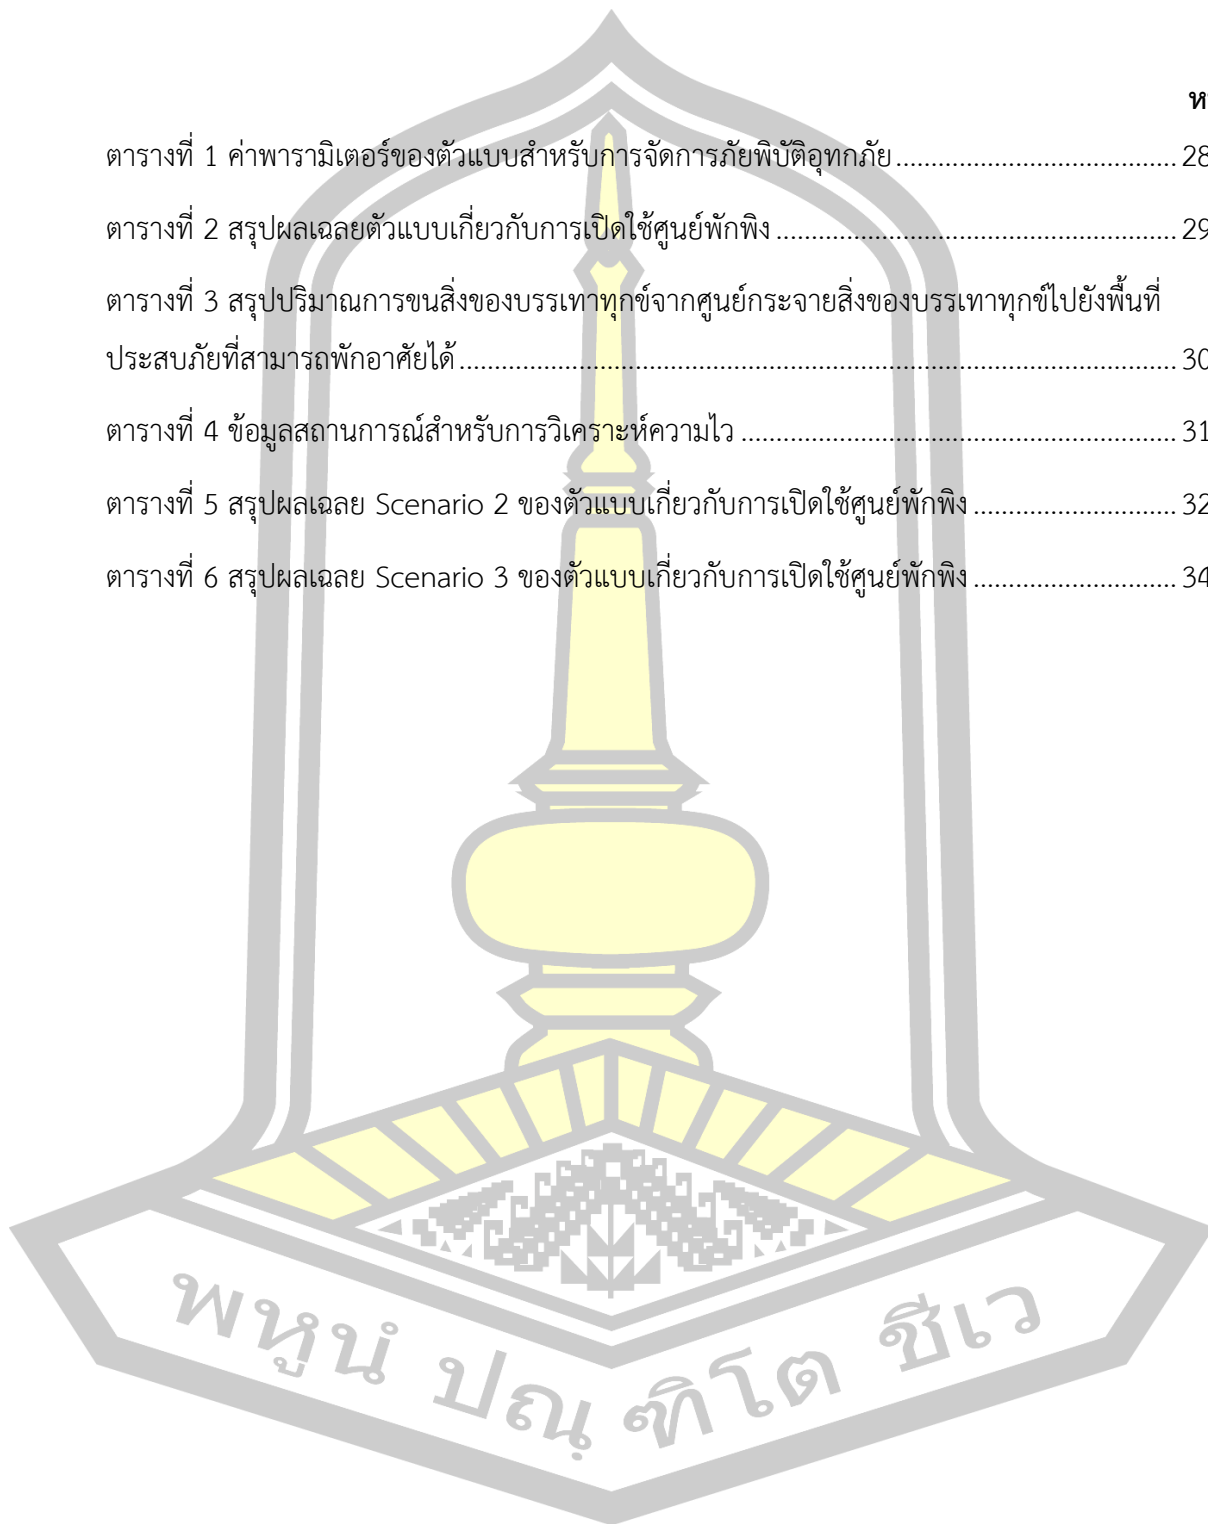 ตารางที่ 1 ค่าพารามิเตอร์ของตัวแบบสำหรับการจัดการภัยพิบัติอุทกภัย.................................. 28
ตารางที่ 2 สรุปผลเฉลยตัวแบบเกี่ยวกับการเปิดใช้ศูนย์พักพิง................................................. 29
ตารางที่ 3 สรุปปริมาณการขนสิ่งของบรรเทาทุกข์จากศูนย์กระจายสิ่งของบรรเทาทุกข์ไปยังพื้นที่
ประสบภัยที่สามารถพักอาศัยได้........................................................................................ 30
ตารางที่ 4 ข้อมูลสถานการณ์สำหรับการวิเคราะห์ความไว..................................................... 31
ตารางที่ 5 สรุปผลเฉลย Scenario 2 ของตัวแบบเกี่ยวกับการเปิดใช้ศูนย์พักพิง......................... 32
ตารางที่ 6 สรุปผลเฉลย Scenario 3 ของตัวแบบเกี่ยวกับการเปิดใช้ศูนย์พักพิง......................... 34
พหูนํ ปณฺ ฑิโต ชีเว